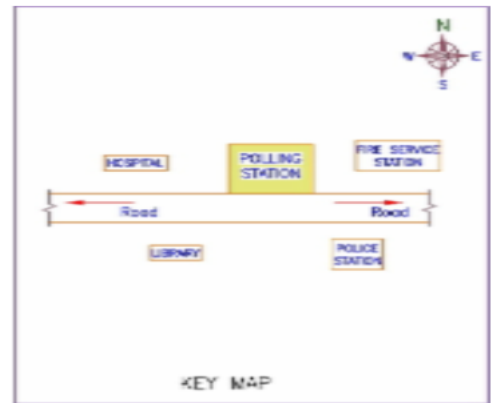 N
W E
S
HOSPITAL
POLLING
STATION
FIRE SERVICE
STATION
Road
Road
LIBRARY
POLICE
STATION
KEY MAP